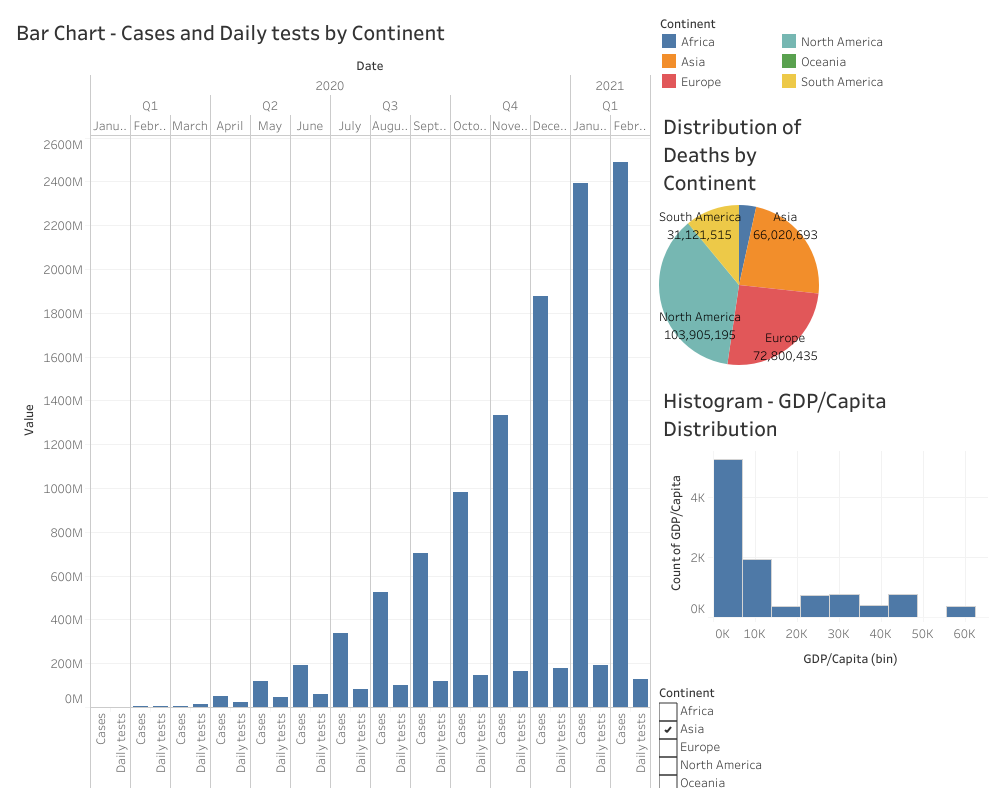 Bar Chart - Cases and Daily tests by Continent
Date
2020
2021
Q1
Q2
Q3
Q4
Q1
Janu..
Febr..
March
April
May
June
July
Augu..
Sept..
Octo..
Nove..
Dece..
Janu..
Febr..
2600M
2400M
2200M
2000M
1800M
1600M
1400M
1200M
1000M
800M
600M
400M
200M
0M
Value
Cases
Daily tests
Cases
Daily tests
Cases
Daily tests
Cases
Daily tests
Cases
Daily tests
Cases
Daily tests
Cases
Daily tests
Cases
Daily tests
Cases
Daily tests
Cases
Daily tests
Cases
Daily tests
Cases
Daily tests
Cases
Daily tests
Cases
Daily tests
Continent
Africa
Asia
Europe
North America
Oceania
South America
Distribution of
Deaths by
Continent
South America
31,121,515
Asia
66,020,693
North America
103,905,195
Europe
72,800,435
Histogram - GDP/Capita
Distribution
Count of GDP/Capita
4K
2K
0K
0K
10K
20K
30K
40K
50K
60K
GDP/Capita (bin)
Continent
Africa
Asia
Europe
North America
Oceania